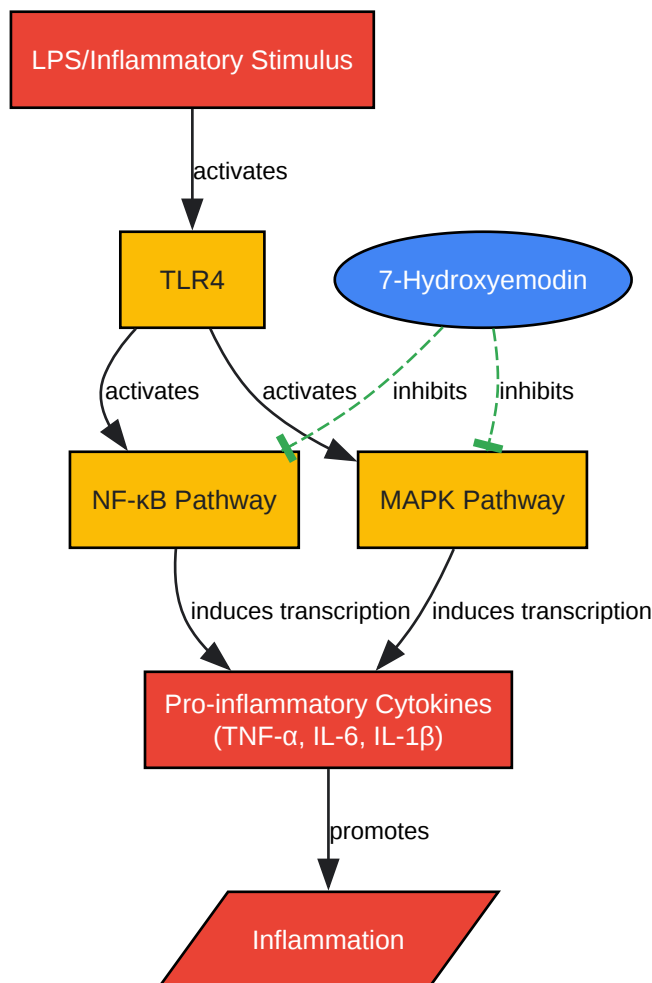 LPS/Inflammatory Stimulus
activates
TLR4
7-Hydroxyemodin
activates
activates
inhibits
inhibits
NF-κB Pathway
MAPK Pathway
induces transcription
induces transcription
Pro-inflammatory Cytokines
(TNF-α, IL-6, IL-1β)
promotes
Inflammation